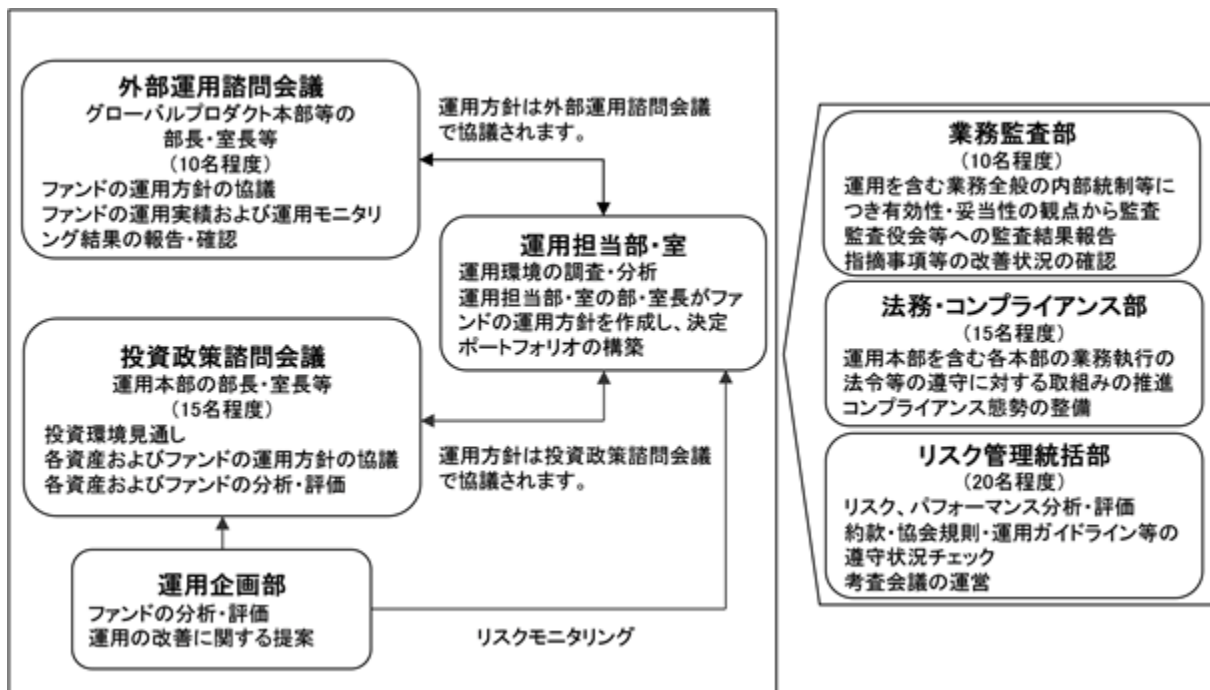 外部運用諮問会議
グローバルプロダクト本部等の
部長・室長等
(10名程度)
ファンドの運用方針の協議
ファンドの運用実績および運用モニタリ
ング結果の報告・確認
運用方針は外部運用諮問会議
で協議されます。
運用担当部・室
運用環境の調査・分析
運用担当部・室の部・室長がファ
ンドの運用方針を作成し、決定
ポートフォリオの構築
投資政策諮問会議
運用本部の部長・室長等
(15名程度)
投資環境見通し
各資産およびファンドの運用方針の協議
各資産およびファンドの分析・評価
運用方針は投資政策諮問会議
で協議されます。
運用企画部
ファンドの分析・評価
運用の改善に関する提案
リスクモニタリング
業務監査部
(10名程度)
運用を含む業務全般の内部統制等に
つき有効性・妥当性の観点から監査
監査役会等への監査結果報告
指摘事項等の改善状況の確認
法務・コンプライアンス部
(15名程度)
運用本部を含む各本部の業務執行の
法令等の遵守に対する取組みの推進
コンプライアンス態勢の整備
リスク管理統括部
(20名程度)
リスク、パフォーマンス分析・評価
約款・協会規則・運用ガイドライン等の
遵守状況チェック
考査会議の運営